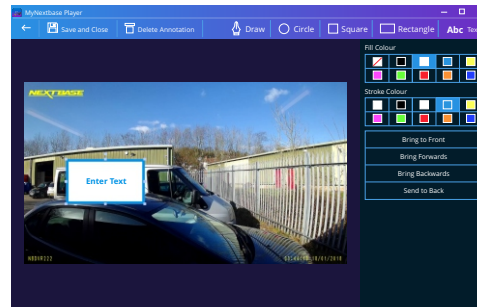 MyNextbase Player
Save and Close
Delete Annotation
Draw
Circle
Square
Rectangle
Abc
Fill Colour
Stroke Colour
Bring to Front
Bring Forwards
Bring Backwards
Send to Back
NEXTBASE
Enter Text